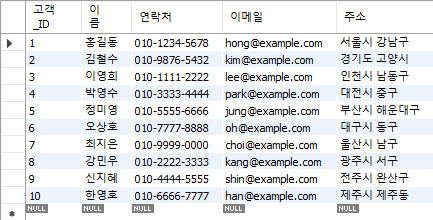 고객_ID 이름 연락처 이메일 주소
1 홍길동 010-1234-5678 hong@example.com 서울시 강남구
2 김철수 010-9876-5432 kim@example.com 경기도 고양시
3 이영희 010-1111-2222 lee@example.com 인천시 남동구
4 박영수 010-3333-4444 park@example.com 대전시 중구
5 정미영 010-5555-6666 jung@example.com 부산시 해운대구
6 오상호 010-7777-8888 oh@example.com 대구시 동구
7 최지은 010-9999-0000 choi@example.com 울산시 남구
8 강민우 010-2222-3333 kang@example.com 광주시 서구
9 신지혜 010-4444-5555 shin@example.com 전주시 완산구
10 한영호 010-6666-7777 han@example.com 제주시 제주동
NULL NULL NULL NULL NULL